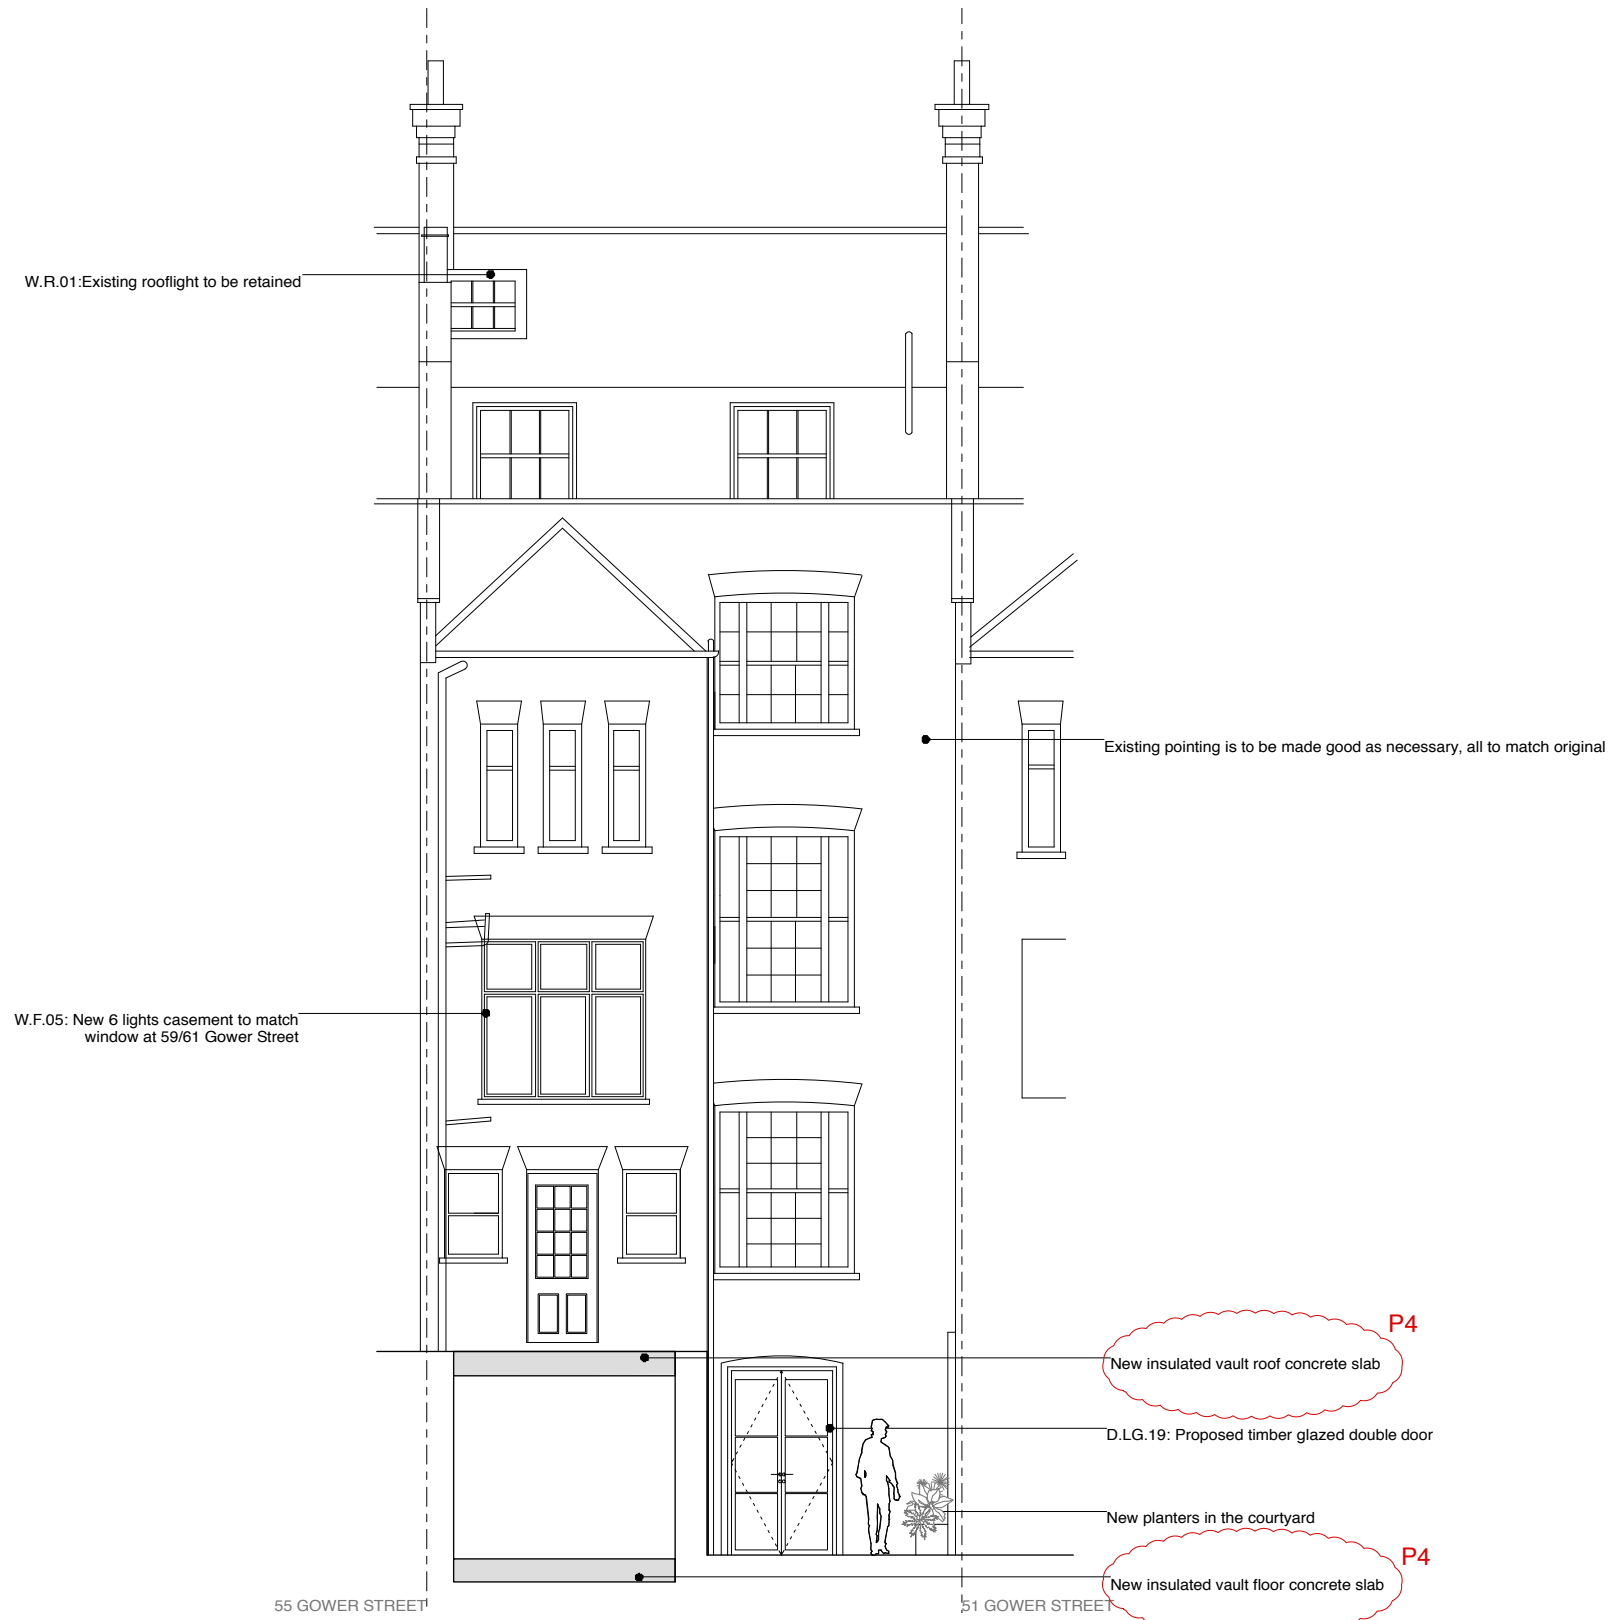 W.R.01:Existing rooflight to be retained
Existing pointing is to be made good as necessary, all to match original
W.F.05: New 6 lights casement to match
window at 59/61 Gower Street
P4
New insulated vault roof concrete slab
D.LG.19: Proposed timber glazed double door
New planters in the courtyard
P4
New insulated vault floor concrete slab
55 GOWER STREET
51 GOWER STREET